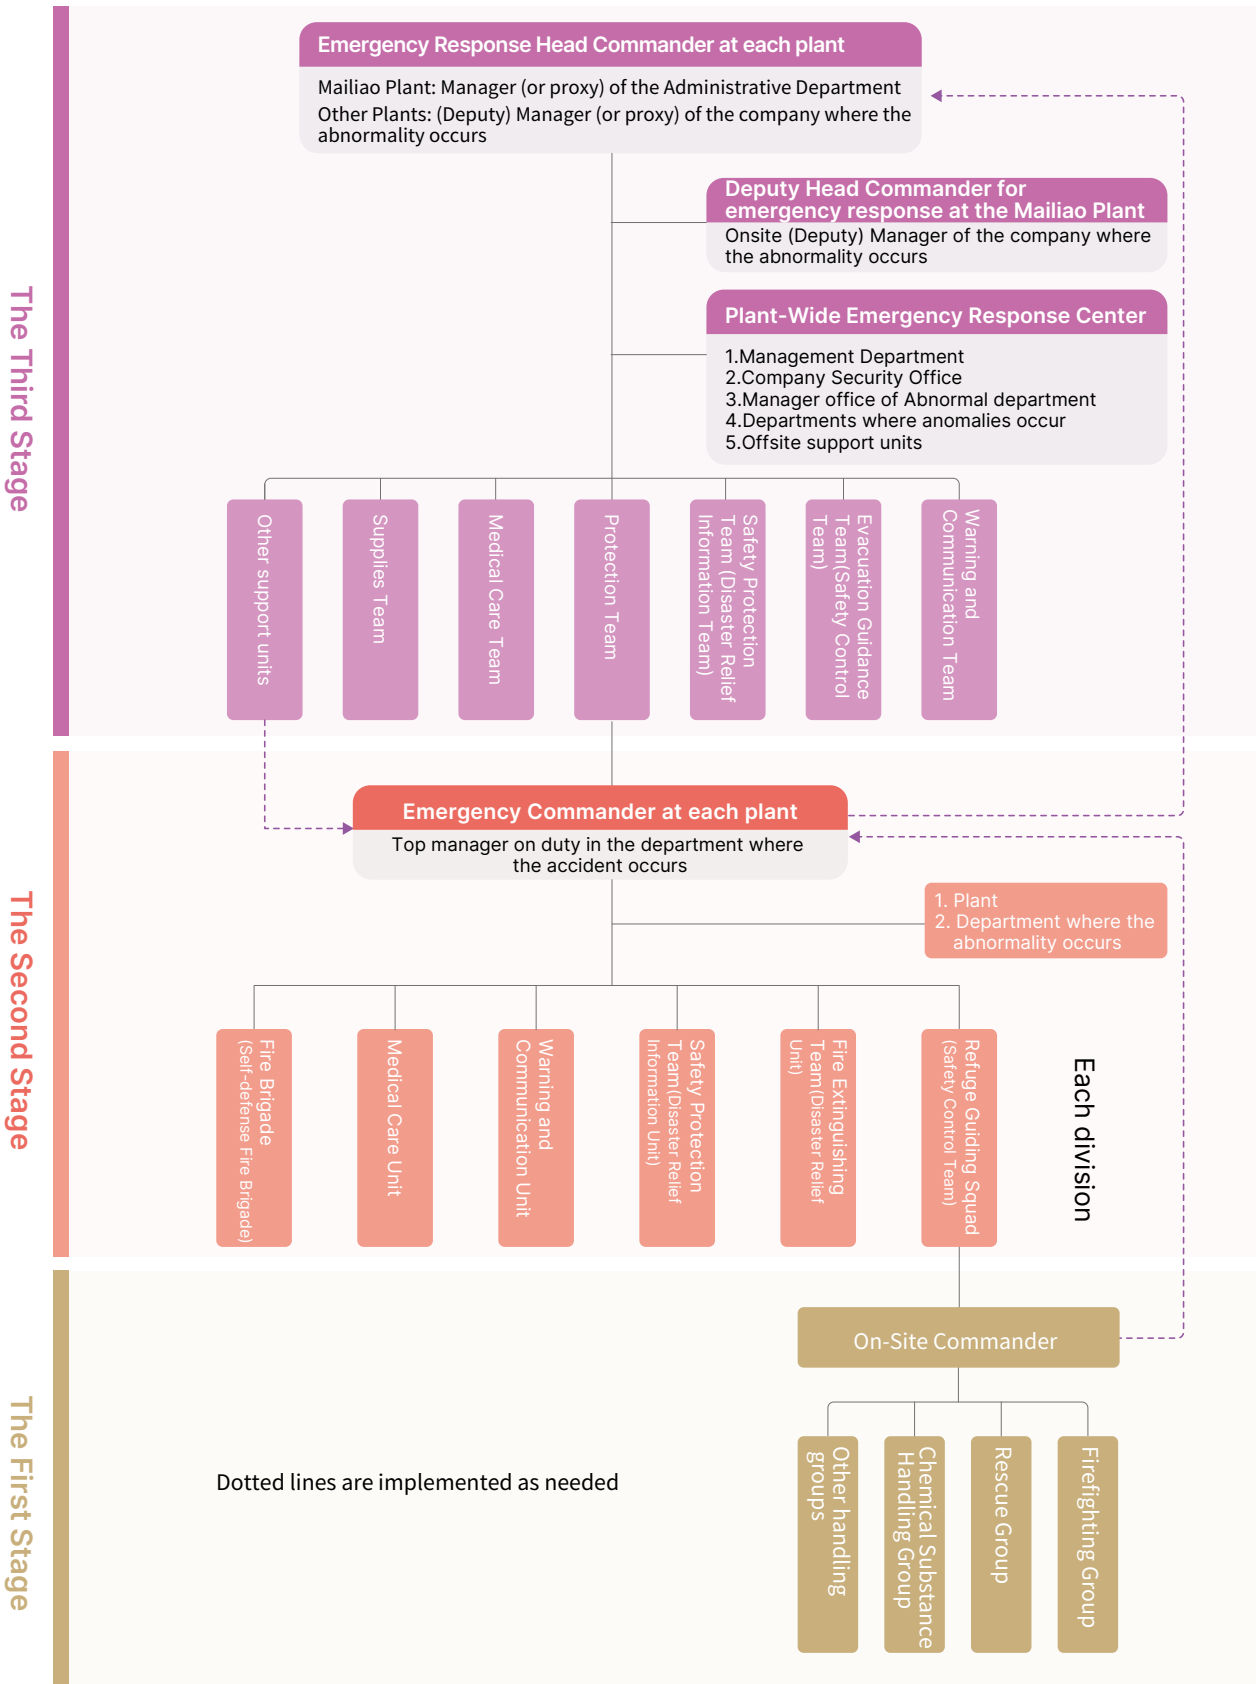 The Third Stage
Emergency Response Head Commander at each plant
Mailiao Plant: Manager (or proxy) of the Administrative Department
Other Plants: (Deputy) Manager (or proxy) of the company where the
abnormality occurs
Deputy Head Commander for
emergency response at the Mailiao Plant
Onsite (Deputy) Manager of the company where
the abnormality occurs
Plant-Wide Emergency Response Center
1.Management Department
2.Company Security Office
3.Manager office of Abnormal department
4.Departments where anomalies occur
5.Offsite support units
Other support units
Supplies Team
Medical Care Team
Protection Team
Safety Protection
Team (Disaster Relief
Information Team)
Evacuation Guidance
Team(Safety Control
Team)
Warning and
Communication Team
The Second Stage
Emergency Commander at each plant
Top manager on duty in the department where
the accident occurs
1. Plant
2. Department where the
abnormality occurs
Fire Brigade
(Self-defense Fire Brigade)
Medical Care Unit
Warning and
Communication Unit
Safety Protection
Team(Disaster Relief
Information Unit)
Fire Extinguishing
Team(Disaster Relief
Unit)
Refuge Guiding Squad
(Safety Control Team)
Each division
The First Stage
On-Site Commander
Dotted lines are implemented as needed
Other handling
groups
Chemical Substance
Handling Group
Rescue Group
Firefighting Group